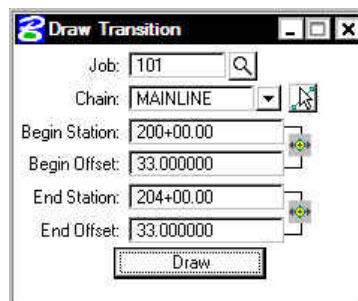 Draw Transition
Job: 101
Chain: MAINLINE
Begin Station: 200+00.00
Begin Offset: 33.000000
End Station: 204+00.00
End Offset: 33.000000
Draw